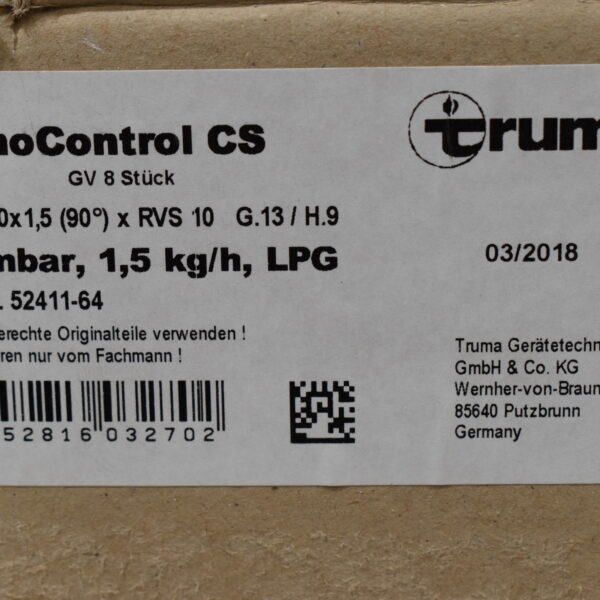 noControl CS
GV 8 Stück
0x1,5 (90°) x RVS 10 G.13 / H.9
nbar, 1,5 kg/h, LPG
. 52411-64
erechte Originalteile verwenden !
ren nur vom Fachmann !
52816 032702
truma
03/2018
Truma Gerätetechn
GmbH & Co. KG
Wernher-von-Braun
85640 Putzbrunn
Germany